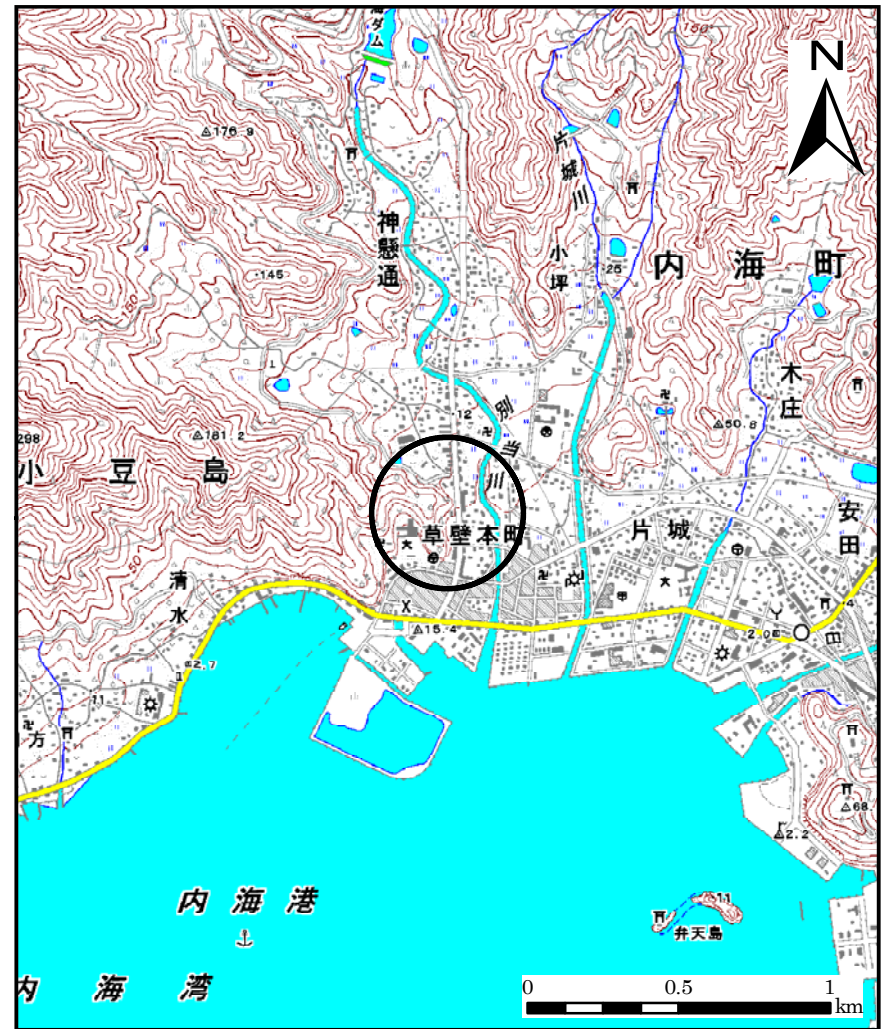 海ダム
150
N
176.9
片城川
神懸通
小坪
25
内海町
145
50
木庄
12
別当川
50.8
298
181.2
小豆島
草壁本町
片城
安田
50
清水
15.4
2.0
4
2.7
11
方
68.
2.2
内海港
11
弁天島
内海湾
0 0.5 1
km